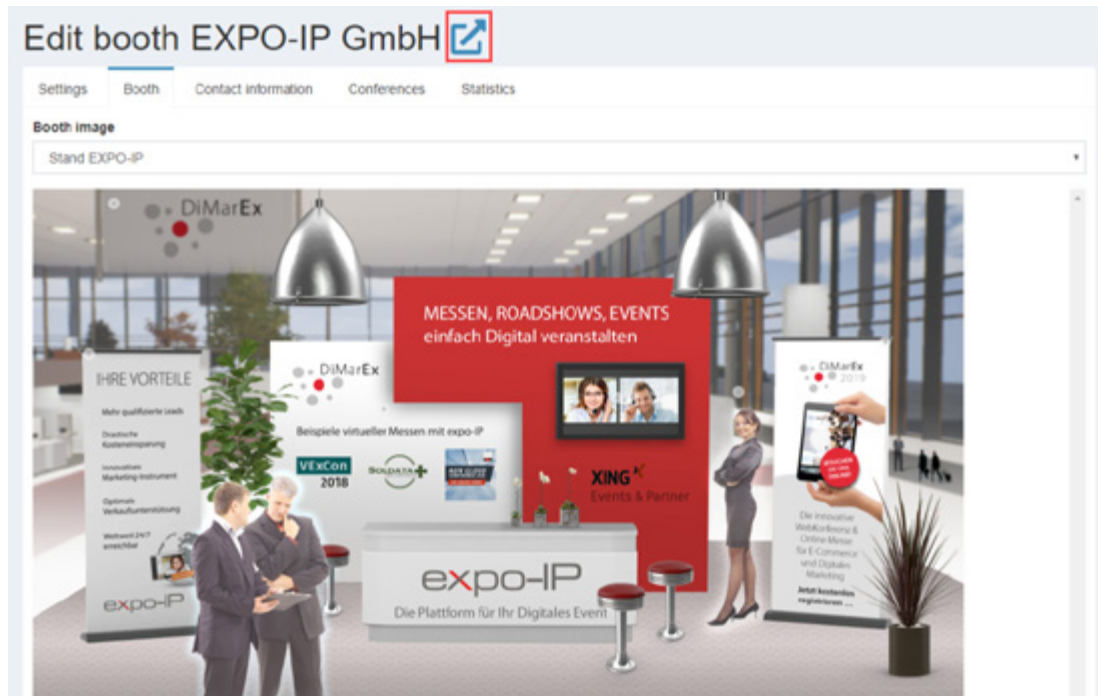 Edit booth EXPO-IP GmbH
Settings
Booth
Contact information
Conferences
Statistics
Booth image
Stand EXPO-IP
DiMarEx
MESSEN, ROADSHOWS, EVENTS
einfach Digital veranstalten
IHRE VORTEILE
Mehr qualifizierte Leads
Drastische
Kosteneinsparung
Innovatives
Marketing-Instrument
Optimale
Verkaufsunterstützung
Weltweit 24/7
erreichbar
expo-IP
DiMarEx
Beispiele virtueller Messen mit expo-IP
VExCon
2018
SOLDATA
XING
Events & Partner
expo-IP
Die Plattform für Ihr Digitales Event
DiMarEx
2019
Die innovative
WebKonferenz &
Online Messe
für E-Commerce
und Digitales
Marketing
Jetzt kostenlos
registrieren ...